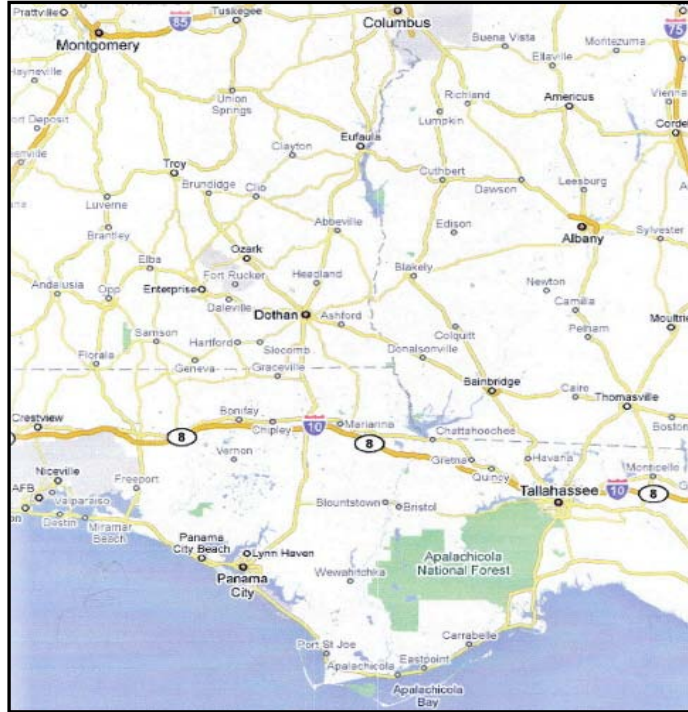 Prattville
Tuskegee
Columbus
85
75
Montgomery
Buena Vista
Montezuma
Ellaville
Hayneville
Union
Springs
Richland
Americus
Vienna
Lumpkin
Eufaula
Clayton
Troy
Cuthbert
Dawson
Leesburg
Brundidge
Clio
Luverne
Abbeville
Edison
Albany
Sylvester
Brantley
Ozark
Elba
Fort Rucker
Headland
Blakely
Newton
Andalusia
Opp
Enterprise
Daleville
Camilla
Dothan
Ashford
Colquitt
Pelham
Samson
Hartford
Slocomb
Donalsonville
Florala
Geneva
Graceville
Bainbridge
Cairo
Thomasville
Crestview
Bonifay
Chipley
10
Marianna
Chattahoochee
Boston
8
8
Vernon
Gretna
Havana
Monticello
Niceville
Freeport
Quincy
AFB
Valparaiso
Tallahassee
10
8
Destin
Miramar
Beach
Blountstown
Bristol
Panama
City Beach
Lynn Haven
Panama
City
Wewahitchka
Apalachicola
National Forest
Port St Joe
Carrabelle
Apalachicola
Eastpoint
Apalachicola
Bay